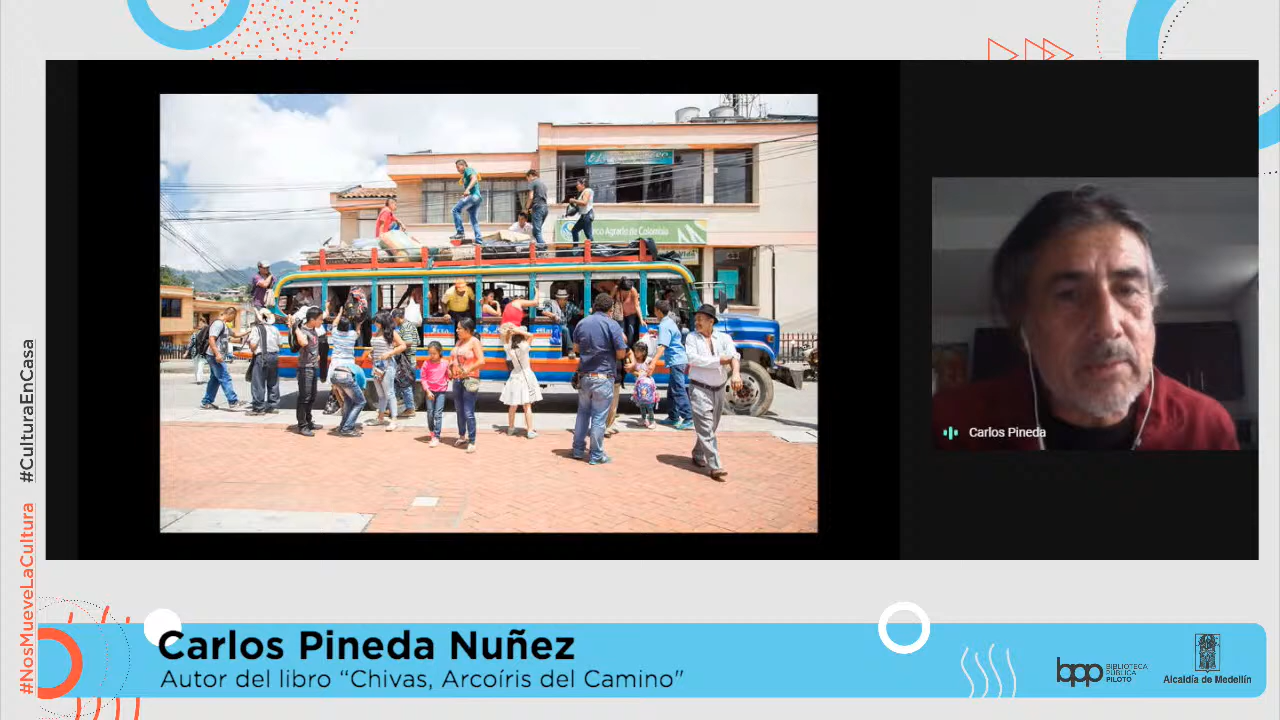 #NosMueveLaCultura #CulturaEnCasa
Agrario de Colombia
Carlos Pineda
Carlos Pineda Nuñez
Autor del libro “Chivas, Arcoíris del Camino"
bpp BIBLIOTECA
PÚBLICA
PILOTO
Alcaldía de Medellín